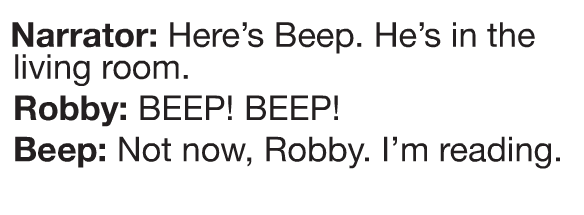 Narrator: Here’s Beep. He’s in the
living room.
Robby: BEEP! BEEP!
Beep: Not now, Robby. I’m reading.